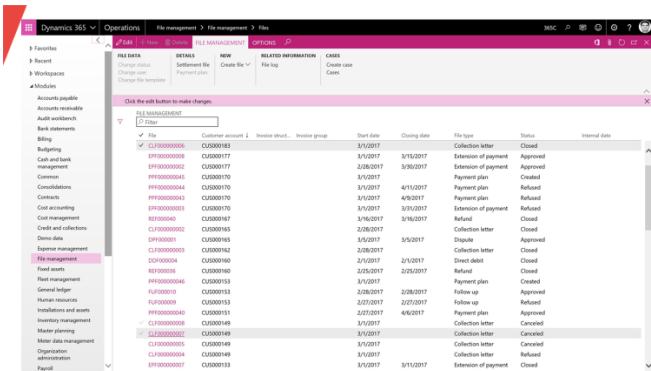 Dynamics 365 Operations File management > File management > Files 365C
Edit + New Delete FILE MANAGEMENT OPTIONS
Favorites
Recent
Workspaces
Modules
Accounts payable
Accounts receivable
Audit workbench
Bank statements
Billing
Budgeting
Cash and bank
management
Common
Consolidations
Contracts
Cost accounting
Cost management
Credit and collections
Demo data
Expense management
File management
Fixed assets
Fleet management
General ledger
Human resources
Installations and assets
Inventory management
Master planning
Meter data management
Organization
administration
Payroll
FILE DATA DETAILS NEW RELATED INFORMATION CASES
Change status Settlement file Create file File log Create case
Change user Payment plan Cases
Change file template
Click the edit button to make changes.
FILE MANAGEMENT
Filter
File Customer account Invoice struct... Invoice group Start date Closing date File type Status Internal date
CLF000000006 CUS000183 3/1/2017 Collection letter Closed
EPF000000008 CUS000177 3/1/2017 3/15/2017 Extension of payment Approved
EPF000000002 CUS000177 2/28/2017 3/30/2017 Extension of payment Approved
PPF000000045 CUS000170 3/1/2017 Payment plan Created
PPF000000044 CUS000170 3/1/2017 4/11/2017 Payment plan Refused
PPF000000043 CUS000170 3/1/2017 4/9/2017 Payment plan Refused
EPF000000003 CUS000170 3/1/2017 3/31/2017 Extension of payment Refused
REF000040 CUS000167 3/16/2017 3/16/2017 Refund Closed
CLF000000002 CUS000165 2/28/2017 Collection letter Closed
DPF000001 CUS000165 3/5/2017 3/5/2017 Dispute Approved
CLF000000003 CUS000162 2/28/2017 Collection letter Closed
DDF000004 CUS000160 2/1/2017 2/1/2017 Direct debit Closed
REF000036 CUS000160 2/25/2017 2/25/2017 Refund Closed
PPF000000046 CUS000153 3/1/2017 Payment plan Created
FUF000010 CUS000153 2/28/2017 2/28/2017 Follow up Approved
FUF000009 CUS000153 2/27/2017 2/27/2017 Follow up Refused
PPF000000040 CUS000151 2/27/2017 4/6/2017 Payment plan Approved
CLF000000008 CUS000149 3/1/2017 Collection letter Canceled
CLF000000007 CUS000149 3/1/2017 Collection letter Canceled
CLF000000005 CUS000149 3/1/2017 Collection letter Canceled
CLF000000004 CUS000149 3/1/2017 Collection letter Refused
EPF000000007 CUS000133 3/1/2017 3/11/2017 Extension of payment Closed